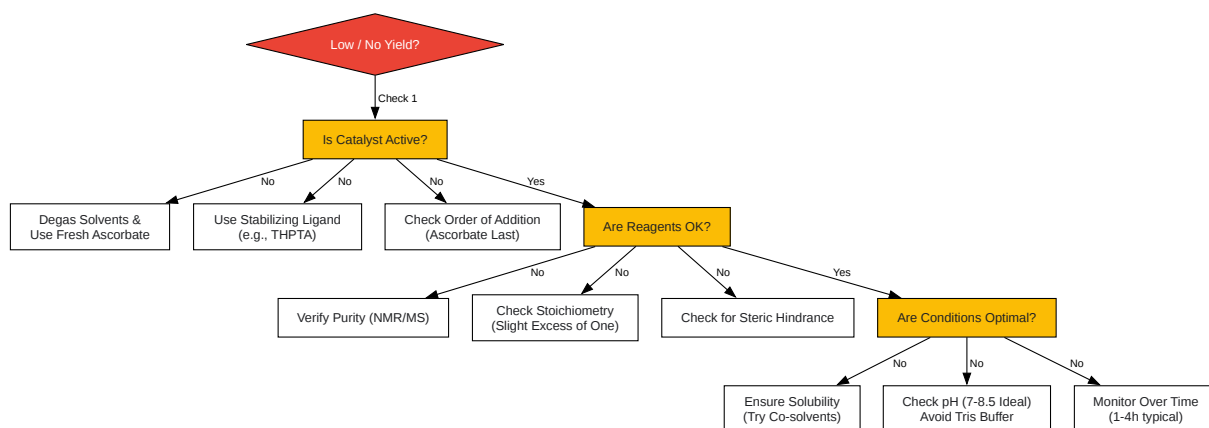 Low / No Yield?
Check 1
Is Catalyst Active?
No
No
No
Yes
Degas Solvents &
Use Fresh Ascorbate
Use Stabilizing Ligand
(e.g., THPTA)
Check Order of Addition
(Ascorbate Last)
Are Reagents OK?
No
No
No
Yes
Verify Purity (NMR/MS)
Check Stoichiometry
(Slight Excess of One)
Check for Steric Hindrance
Are Conditions Optimal?
No
No
No
Ensure Solubility
(Try Co-solvents)
Check pH (7-8.5 Ideal)
Avoid Tris Buffer
Monitor Over Time
(1-4h typical)